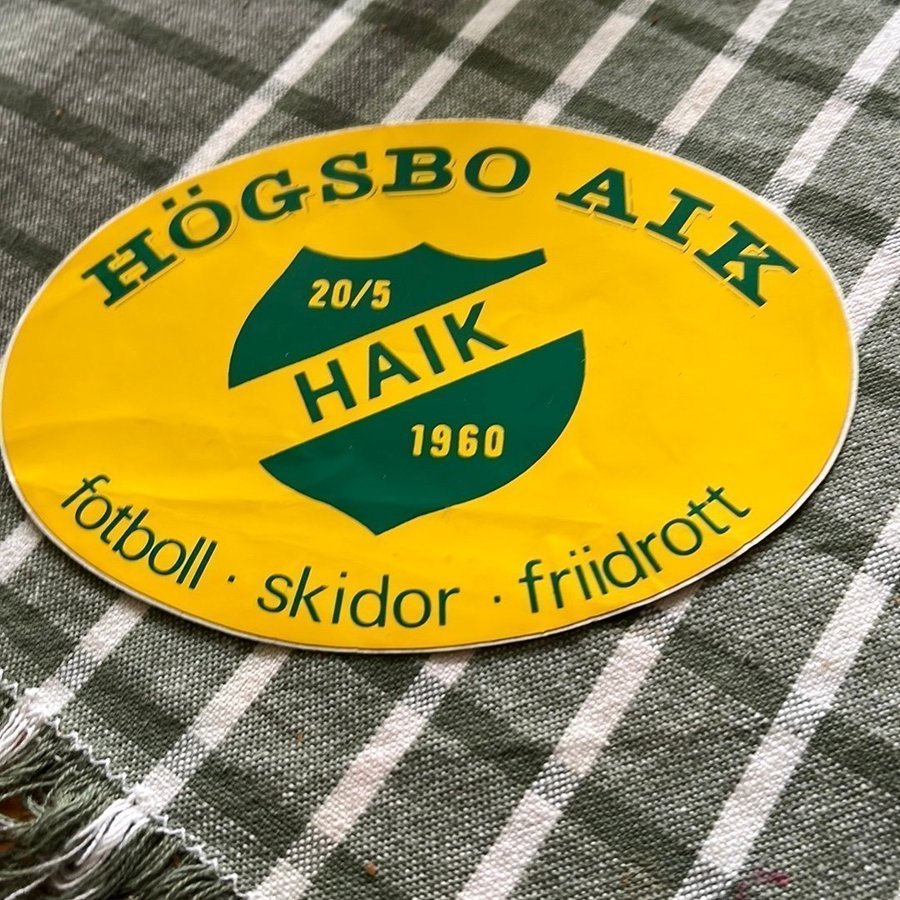 HÖGSBO AIK
20/5
HAIK
1960
fotboll · skidor · friidrott